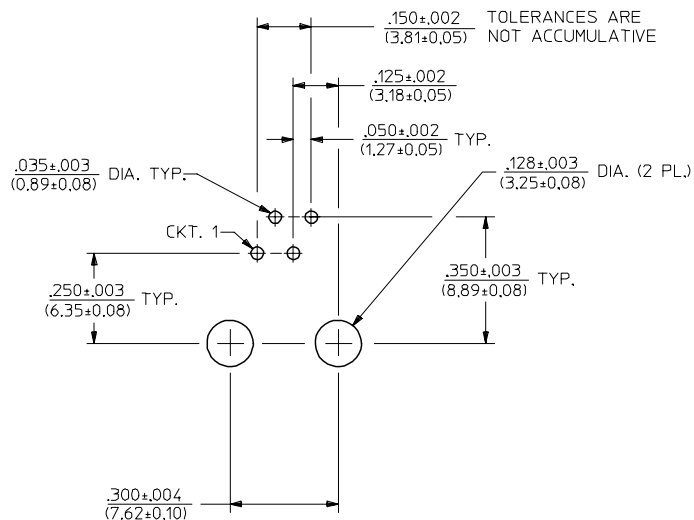 .150±.002 TOLERANCES ARE
(3.81±0.05) NOT ACCUMULATIVE
.125±.002
(3.18±0.05)
.050±.002 TYP.
(1.27±0.05)
.035±.003 DIA. TYP.
(0.89±0.08)
.128±.003 DIA. (2 PL.)
(3.25±0.08)
CKT. 1
.250±.003 TYP.
(6.35±0.08)
.350±.003 TYP.
(8.89±0.08)
.300±.004
(7.62±0.10)